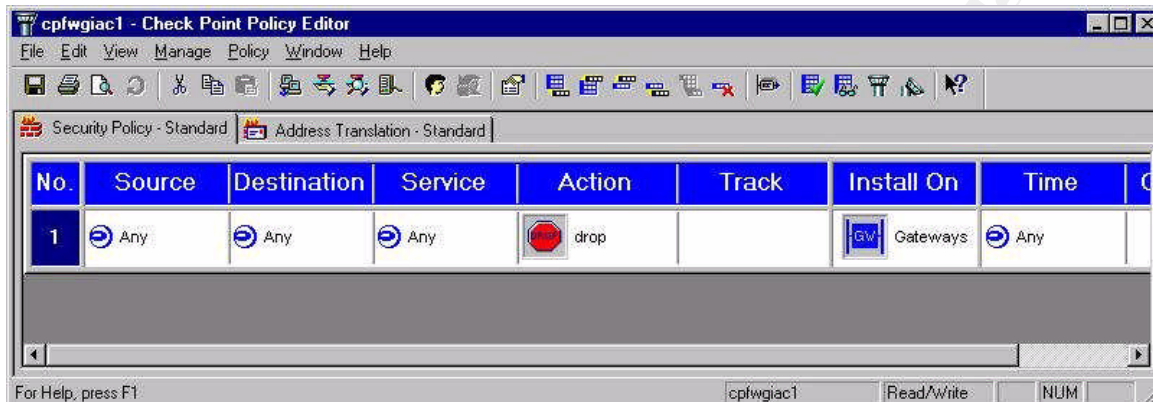 cpfwgiac1 - Check Point Policy Editor
File Edit View Manage Policy Window Help
Security Policy - Standard Address Translation - Standard
No. Source Destination Service Action Track Install On Time
1 Any Any Any drop Gateways Any
For Help, press F1 cpfwgiac1 Read/Write NUM